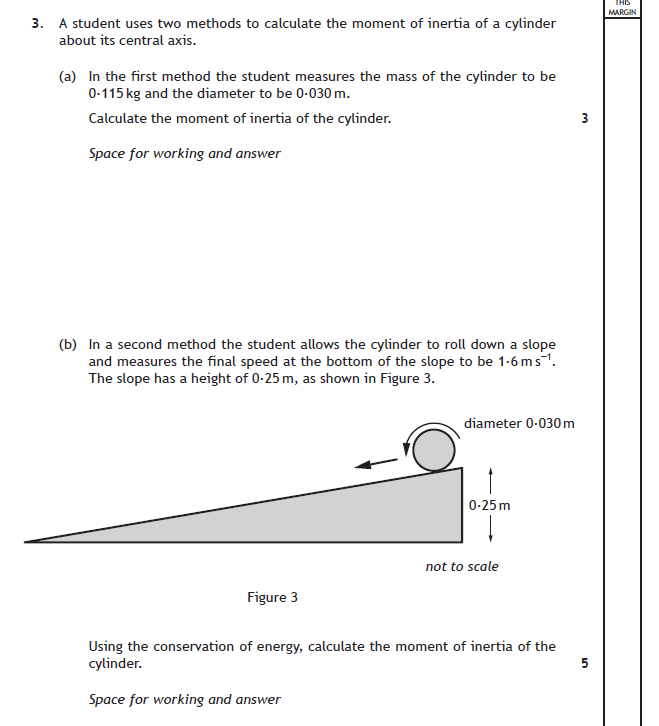 THIS
MARGIN
3. A student uses two methods to calculate the moment of inertia of a cylinder
about its central axis.
(a) In the first method the student measures the mass of the cylinder to be
0·115 kg and the diameter to be 0·030 m.
Calculate the moment of inertia of the cylinder. 3
Space for working and answer
(b) In a second method the student allows the cylinder to roll down a slope
and measures the final speed at the bottom of the slope to be 1·6 m s⁻¹.
The slope has a height of 0·25 m, as shown in Figure 3.
diameter 0·030 m
0·25 m
not to scale
Figure 3
Using the conservation of energy, calculate the moment of inertia of the
cylinder. 5
Space for working and answer